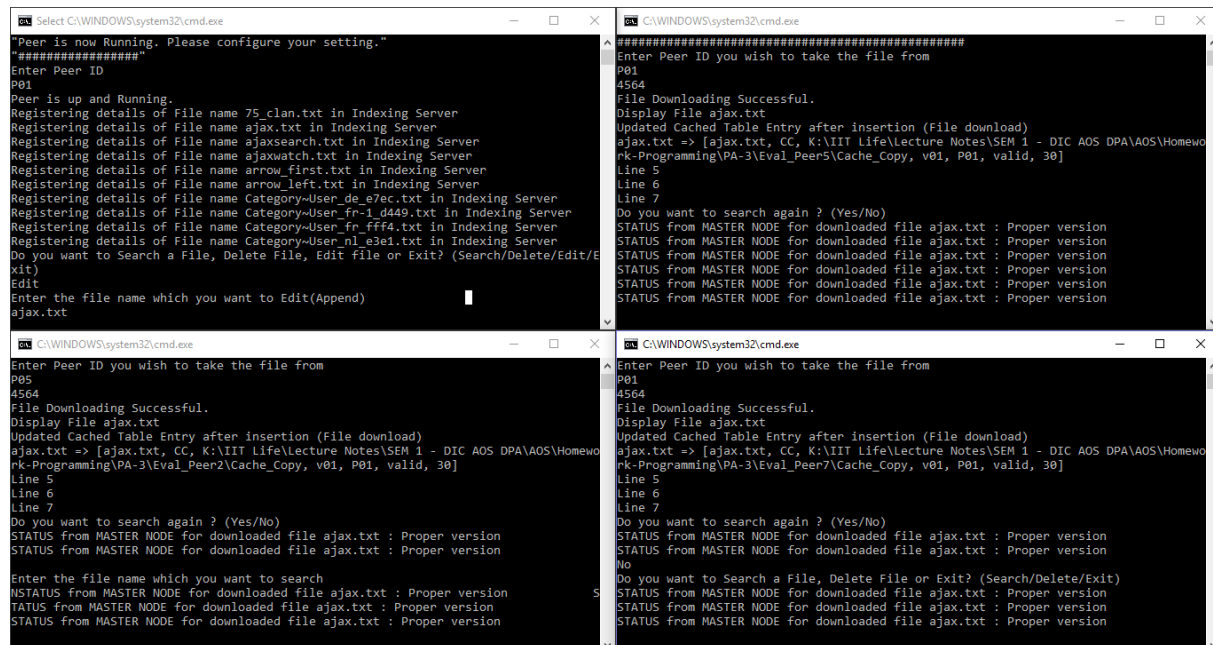 Select C:\WINDOWS\system32\cmd.exe
"Peer is now Running. Please configure your setting."
"#################"
Enter Peer ID
P01
Peer is up and Running.
Registering details of File name 75_clan.txt in Indexing Server
Registering details of File name ajax.txt in Indexing Server
Registering details of File name ajaxsearch.txt in Indexing Server
Registering details of File name ajaxwatch.txt in Indexing Server
Registering details of File name arrow_first.txt in Indexing Server
Registering details of File name arrow_left.txt in Indexing Server
Registering details of File name Category~User_de_e7ec.txt in Indexing Server
Registering details of File name Category~User_fr-1_d449.txt in Indexing Server
Registering details of File name Category~User_fr_fff4.txt in Indexing Server
Registering details of File name Category~User_nl_e3e1.txt in Indexing Server
Do you want to Search a File, Delete File, Edit file or Exit? (Search/Delete/Edit/E
xit)
Edit
Enter the file name which you want to Edit(Append)
ajax.txt
C:\WINDOWS\system32\cmd.exe
#################################################
Enter Peer ID you wish to take the file from
P01
4564
File Downloading Successful.
Display File ajax.txt
Updated Cached Table Entry after insertion (File download)
ajax.txt => [ajax.txt, CC, K:\IIT Life\Lecture Notes\SEM 1 - DIC AOS DPA\AOS\Homewo
rk-Programming\PA-3\Eval_Peer5\Cache_Copy, v01, P01, valid, 30]
Line 5
Line 6
Line 7
Do you want to search again ? (Yes/No)
STATUS from MASTER NODE for downloaded file ajax.txt : Proper version
STATUS from MASTER NODE for downloaded file ajax.txt : Proper version
STATUS from MASTER NODE for downloaded file ajax.txt : Proper version
STATUS from MASTER NODE for downloaded file ajax.txt : Proper version
STATUS from MASTER NODE for downloaded file ajax.txt : Proper version
STATUS from MASTER NODE for downloaded file ajax.txt : Proper version
C:\WINDOWS\system32\cmd.exe
Enter Peer ID you wish to take the file from
P05
4564
File Downloading Successful.
Display File ajax.txt
Updated Cached Table Entry after insertion (File download)
ajax.txt => [ajax.txt, CC, K:\IIT Life\Lecture Notes\SEM 1 - DIC AOS DPA\AOS\Homewo
rk-Programming\PA-3\Eval_Peer2\Cache_Copy, v01, P01, valid, 30]
Line 5
Line 6
Line 7
Do you want to search again ? (Yes/No)
STATUS from MASTER NODE for downloaded file ajax.txt : Proper version
STATUS from MASTER NODE for downloaded file ajax.txt : Proper version
Enter the file name which you want to search
NSTATUS from MASTER NODE for downloaded file ajax.txt : Proper version S
TATUS from MASTER NODE for downloaded file ajax.txt : Proper version
STATUS from MASTER NODE for downloaded file ajax.txt : Proper version
C:\WINDOWS\system32\cmd.exe
Enter Peer ID you wish to take the file from
P01
4564
File Downloading Successful.
Display File ajax.txt
Updated Cached Table Entry after insertion (File download)
ajax.txt => [ajax.txt, CC, K:\IIT Life\Lecture Notes\SEM 1 - DIC AOS DPA\AOS\Homewo
rk-Programming\PA-3\Eval_Peer7\Cache_Copy, v01, P01, valid, 30]
Line 5
Line 6
Line 7
Do you want to search again ? (Yes/No)
STATUS from MASTER NODE for downloaded file ajax.txt : Proper version
STATUS from MASTER NODE for downloaded file ajax.txt : Proper version
No
Do you want to Search a File, Delete File or Exit? (Search/Delete/Exit)
STATUS from MASTER NODE for downloaded file ajax.txt : Proper version
STATUS from MASTER NODE for downloaded file ajax.txt : Proper version
STATUS from MASTER NODE for downloaded file ajax.txt : Proper version